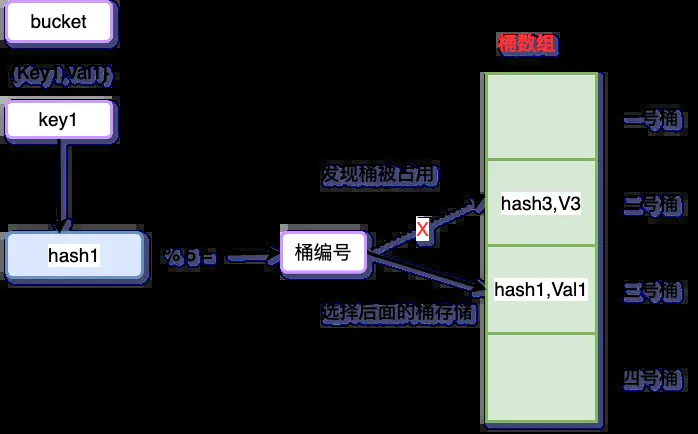 bucket
{Key1,Val1}
key1
hash1
桶编号
发现桶被占用
X
选择后面的桶存储
桶数组
hash3,V3
hash1,Val1
一号桶
二号桶
三号桶
四号桶